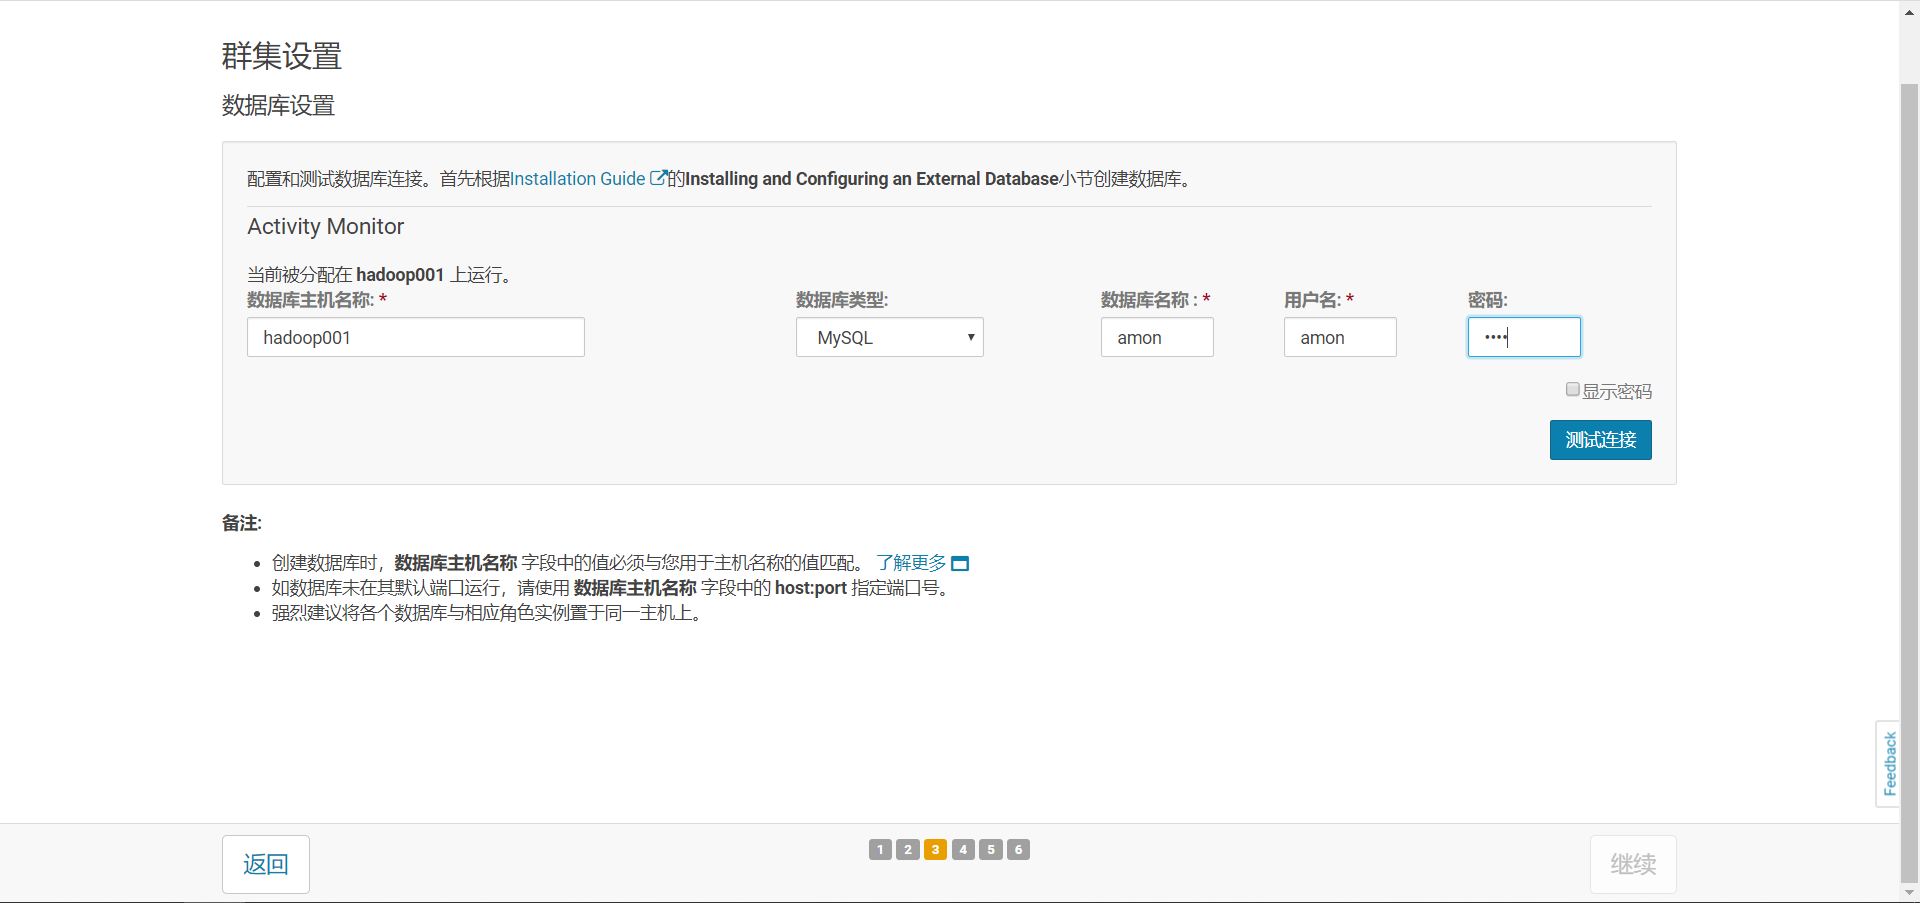 群集设置
数据库设置
配置和测试数据库连接。首先根据Installation Guide的Installing and Configuring an External Database小节创建数据库。
Activity Monitor
当前被分配在 hadoop001 上运行。
数据库主机名称: * 数据库类型: 数据库名称 : * 用户名: * 密码:
hadoop001 MySQL amon amon ••••
显示密码
测试连接
备注:
• 创建数据库时，数据库主机名称 字段中的值必须与您用于主机名称的值匹配。 了解更多
• 如数据库未在其默认端口运行，请使用 数据库主机名称 字段中的 host:port 指定端口号。
• 强烈建议将各个数据库与相应角色实例置于同一主机上。
Feedback
返回 1 2 3 4 5 6 继续